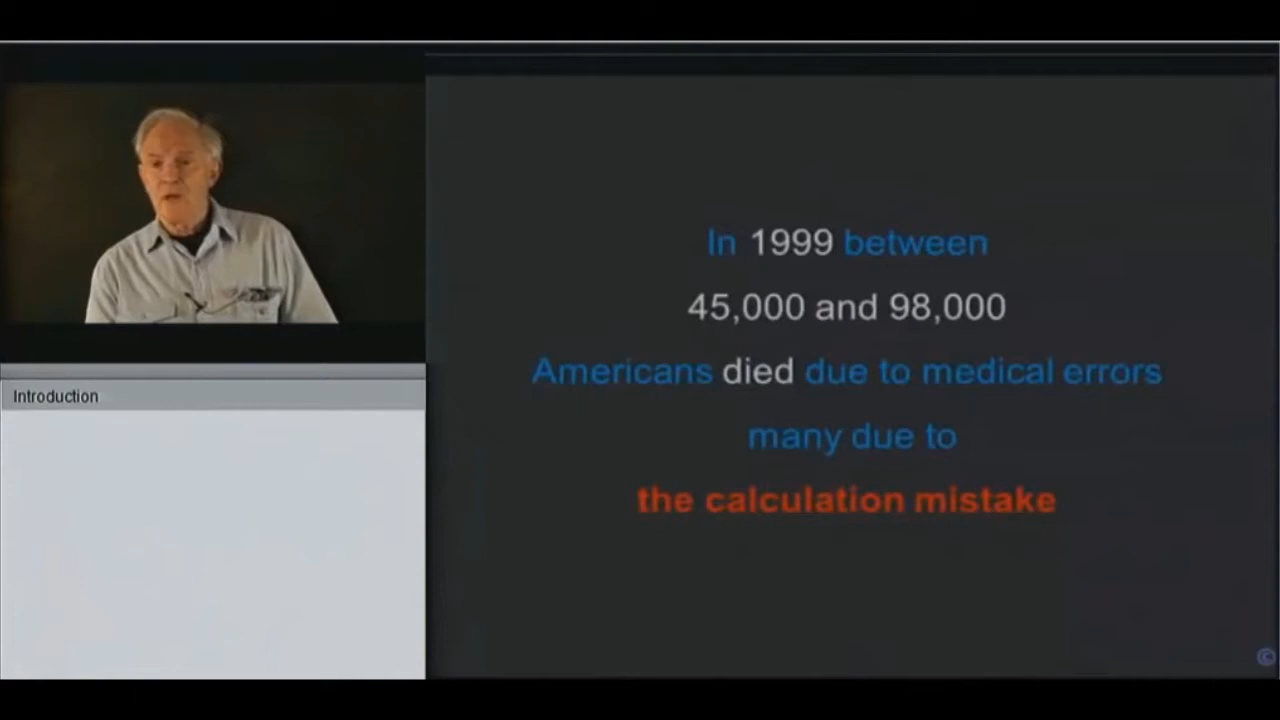 Introduction
In 1999 between
45,000 and 98,000
Americans died due to medical errors
many due to
the calculation mistake
©